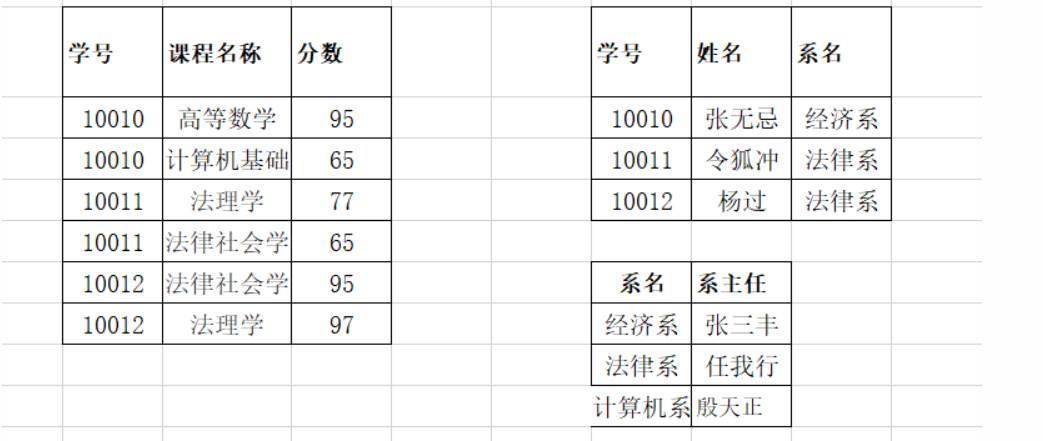 学号 课程名称 分数
10010 高等数学 95
10010 计算机基础 65
10011 法理学 77
10011 法律社会学 65
10012 法律社会学 95
10012 法理学 97
学号 姓名 系名
10010 张无忌 经济系
10011 令狐冲 法律系
10012 杨过 法律系
系名 系主任
经济系 张三丰
法律系 任我行
计算机系 殷天正